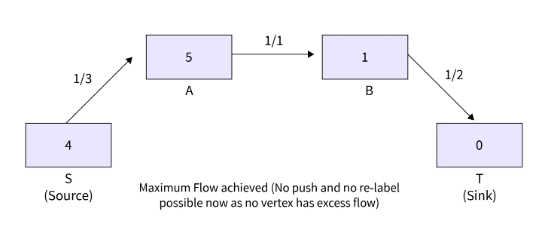 1/1
5
1
1/3
A
B
1/2
4
0
S
(Source)
T
(Sink)
Maximum Flow achieved (No push and no re-label
possible now as no vertex has excess flow)